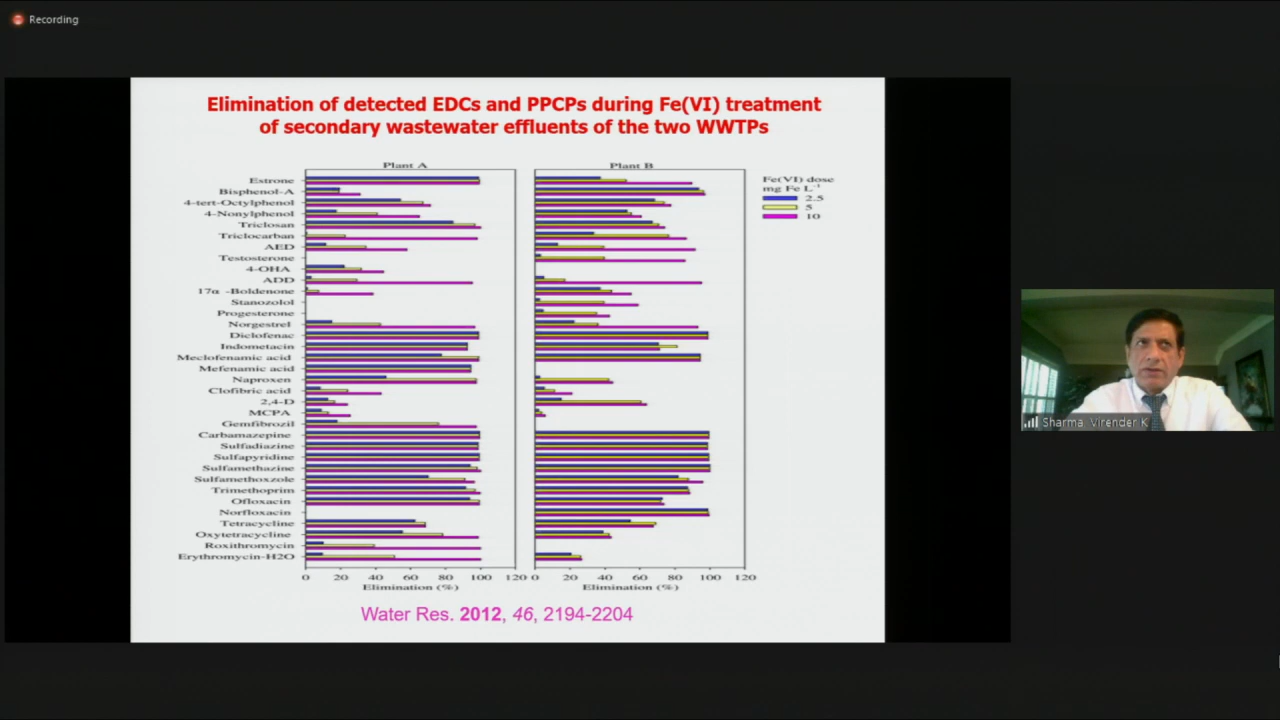 Recording
Elimination of detected EDCs and PPCPs during Fe(VI) treatment
of secondary wastewater effluents of the two WWTPs
Plant A
Plant B
Estrone
Bisphenol-A
4-tert-Octylphenol
4-Nonylphenol
Triclosan
Triclocarban
AED
Testosterone
4-OHA
ADD
17α -Boldenone
Stanozolol
Progesterone
Norgestrel
Diclofenac
Indometacin
Meclofenamic acid
Mefenamic acid
Naproxen
Clofibric acid
2,4-D
MCPA
Gemfibrozil
Carbamazepine
Sulfadiazine
Sulfapyridine
Sulfamethazine
Sulfamethoxzole
Trimethoprim
Ofloxacin
Norfloxacin
Tetracycline
Oxytetracycline
Roxithromycin
Erythromycin-H2O
0 20 40 60 80 100 120
Elimination (%)
0 20 40 60 80 100 120
Elimination (%)
Fe(VI) dose
mg Fe L⁻¹
2.5
5
10
Water Res. 2012, 46, 2194-2204
Sharma Virender K